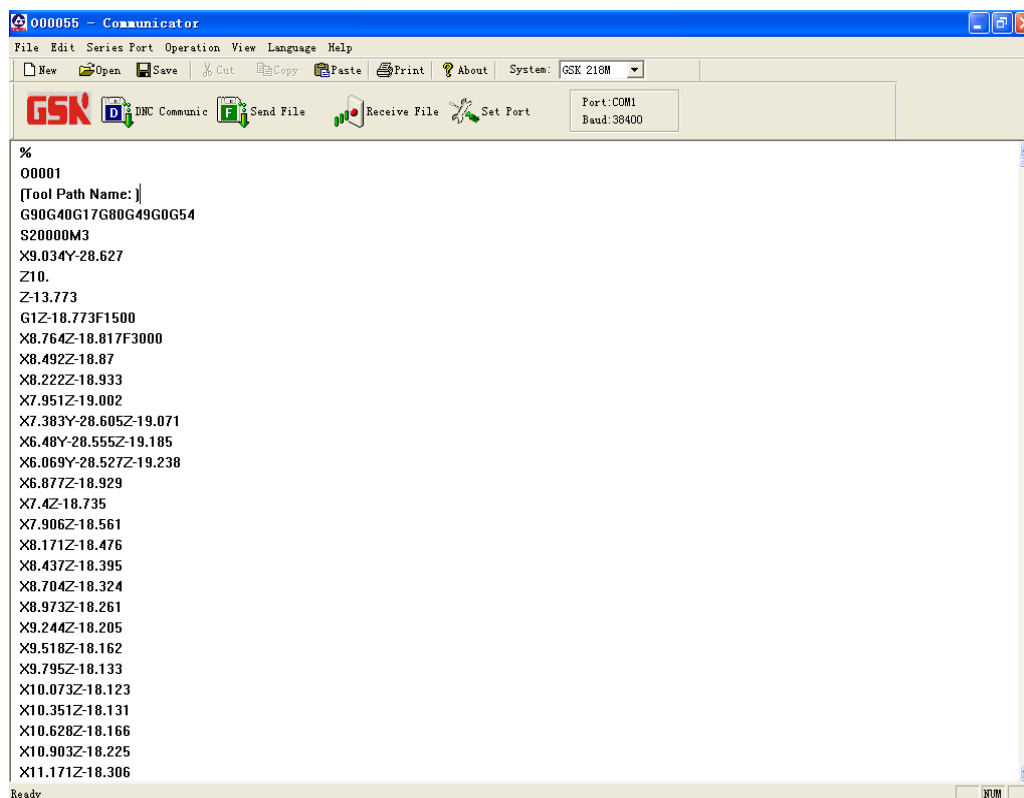 O00055 - Communicator
File Edit Series Port Operation View Language Help
New Open Save Cut Copy Paste Print About System: GSK 218M
GSK DNC Communic Send File Receive File Set Port Port:COM1
Baud:38400
%
O0001
(Tool Path Name: )
G90G40G17G80G49G0G54
S20000M3
X9.034Y-28.627
Z10.
Z-13.773
G1Z-18.773F1500
X8.764Z-18.817F3000
X8.492Z-18.87
X8.222Z-18.933
X7.951Z-19.002
X7.383Y-28.605Z-19.071
X6.48Y-28.555Z-19.185
X6.069Y-28.527Z-19.238
X6.877Z-18.929
X7.4Z-18.735
X7.906Z-18.561
X8.171Z-18.476
X8.437Z-18.395
X8.704Z-18.324
X8.973Z-18.261
X9.244Z-18.205
X9.518Z-18.162
X9.795Z-18.133
X10.073Z-18.123
X10.351Z-18.131
X10.628Z-18.166
X10.903Z-18.225
X11.171Z-18.306
Ready NUM